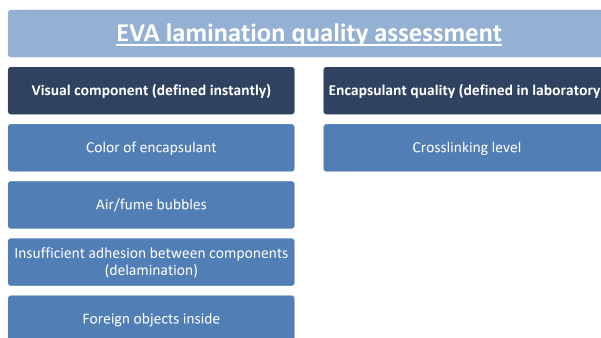 EVA lamination quality assessment
Visual component (defined instantly)
Color of encapsulant
Air/fume bubbles
Insufficient adhesion between components
(delamination)
Foreign objects inside
Encapsulant quality (defined in laboratory
Crosslinking level